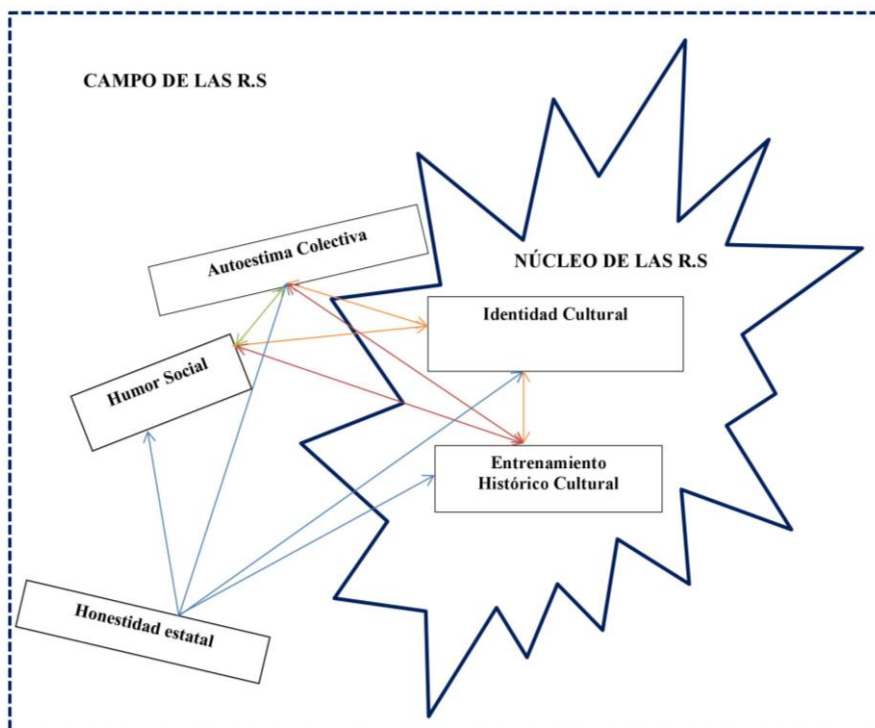 CAMPO DE LAS R.S
Autoestima Colectiva
NÚCLEO DE LAS R.S
Identidad Cultural
Humor Social
Entrenamiento
Histórico Cultural
Honestidad estatal